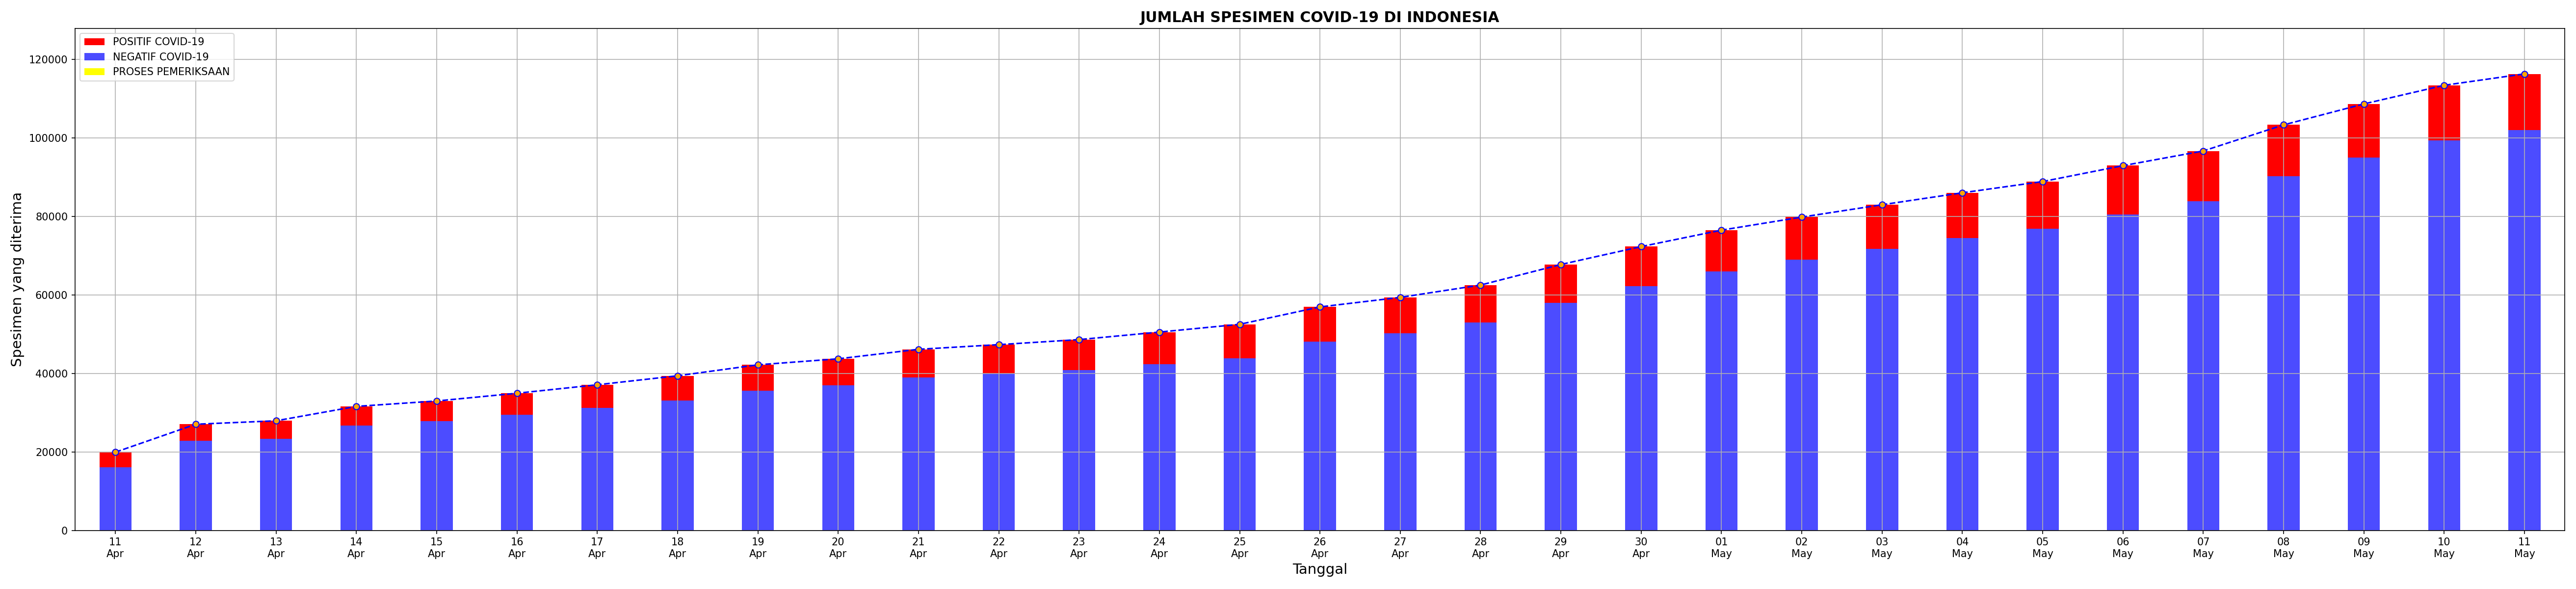 JUMLAH SPESIMEN COVID-19 DI INDONESIA
POSITIF COVID-19
NEGATIF COVID-19
PROSES PEMERIKSAAN
Spesimen yang diterima
120000
100000
80000
60000
40000
20000
0
11 12 13 14 15 16 17 18 19 20 21 22 23 24 25 26 27 28 29 30 01 02 03 04 05 06 07 08 09 10 11
Apr Apr Apr Apr Apr Apr Apr Apr Apr Apr Apr Apr Apr Apr Apr Apr Apr Apr Apr Apr May May May May May May May May May May May
Tanggal